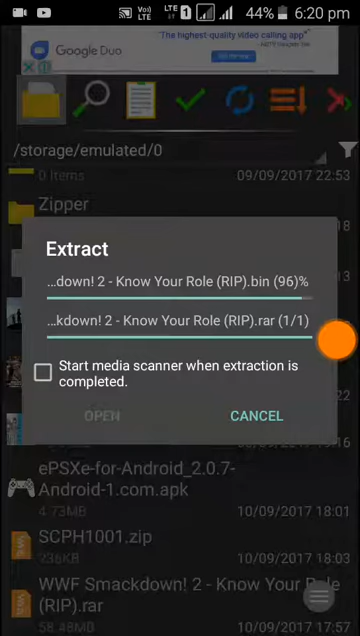 Vo)) LTE LTE 1 44% 6:20 pm
Google Duo
"The highest-quality video calling app"
/storage/emulated/0
0 Items 09/09/2017 22:53
Zipper
18
Extract
...down! 2 - Know Your Role (RIP).bin (96)%
...kdown! 2 - Know Your Role (RIP).rar (1/1)
Start media scanner when extraction is
completed.
OPEN CANCEL
ePSXe-for-Android_2.0.7-
Android-1.com.apk
4.73MB 10/09/2017 18:01
SCPH1001.zip
236KB 10/09/2017 18:03
WWF Smackdown! 2 - Know Your Role
(RIP).rar
58.48MB 10/09/2017 17:57